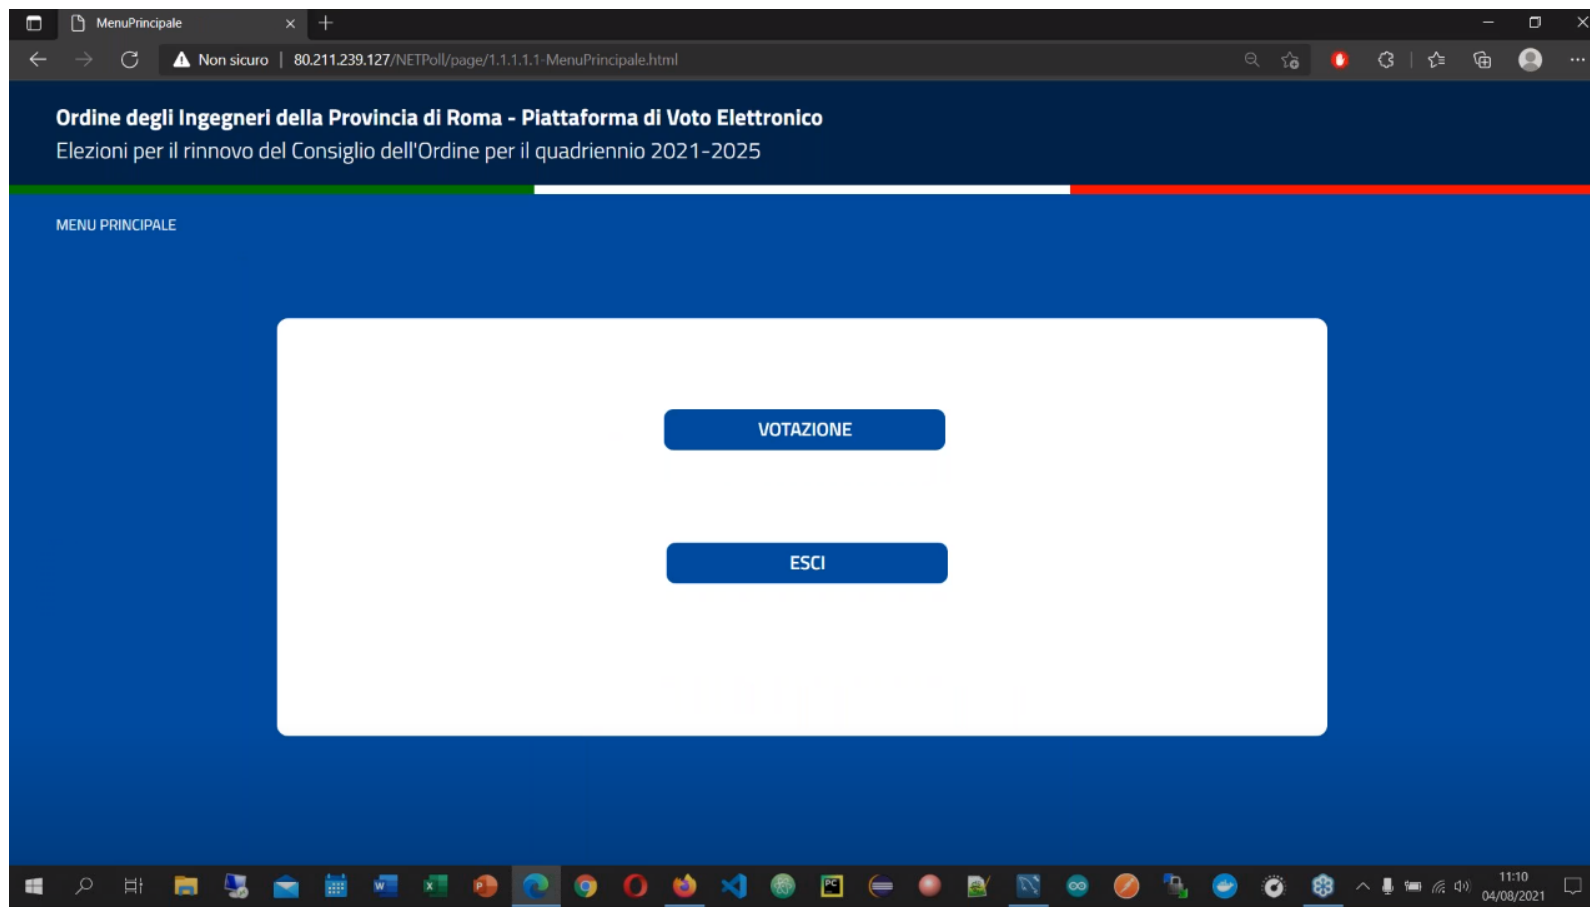 MenuPrincipale
Non sicuro | 80.211.239.127/NETPoll/page/1.1.1.1.1-MenuPrincipale.html
Ordine degli Ingegneri della Provincia di Roma - Piattaforma di Voto Elettronico
Elezioni per il rinnovo del Consiglio dell'Ordine per il quadriennio 2021-2025
MENU PRINCIPALE
VOTAZIONE
ESCI
PC
11:10
04/08/2021